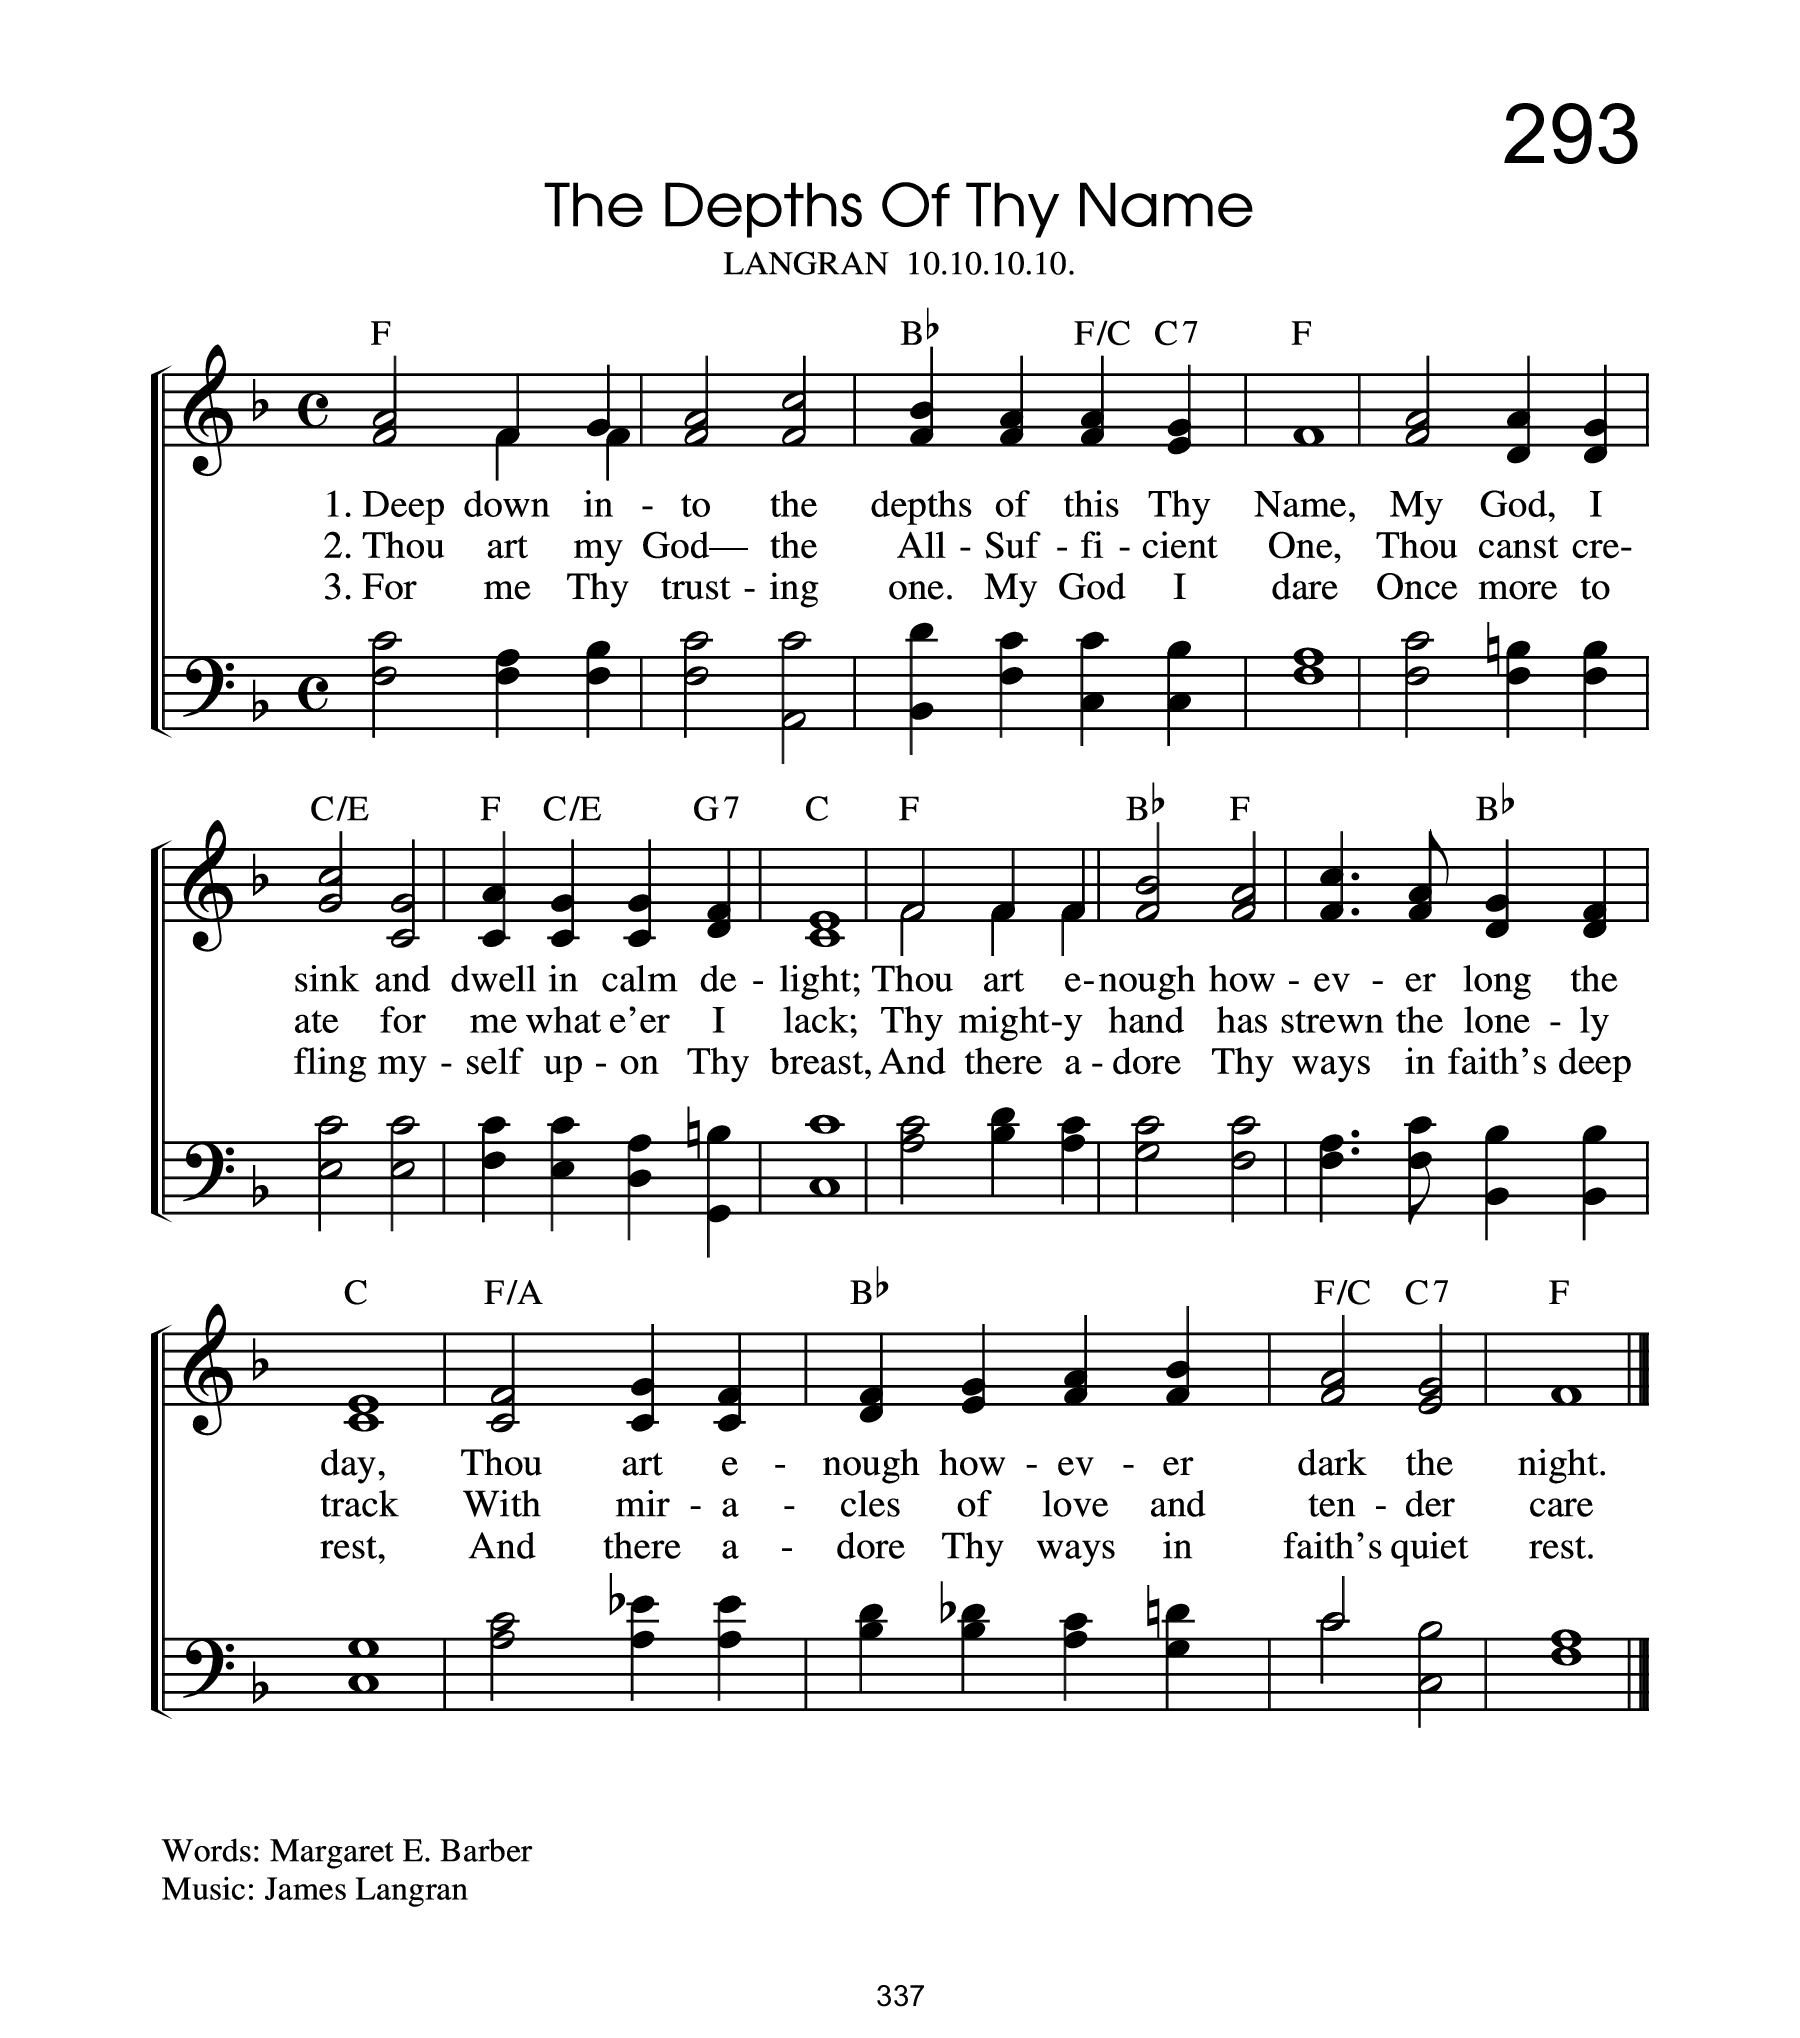 293
The Depths Of Thy Name
LANGRAN 10.10.10.10.
F B♭ F/C C7 F
1. Deep down in - to the depths of this Thy Name, My God, I
2. Thou art my God— the All - Suf - fi - cient One, Thou canst cre-
3. For me Thy trust - ing one. My God I dare Once more to
C/E F C/E G7 C F B♭ F B♭
sink and dwell in calm de - light; Thou art e - nough how - ev - er long the
ate for me what e’er I lack; Thy might - y hand has strewn the lone - ly
fling my - self up - on Thy breast, And there a - dore Thy ways in faith’s deep
C F/A B♭ F/C C7 F
day, Thou art e - nough how - ev - er dark the night.
track With mir - a - cles of love and ten - der care
rest, And there a - dore Thy ways in faith’s quiet rest.
Words: Margaret E. Barber
Music: James Langran
337